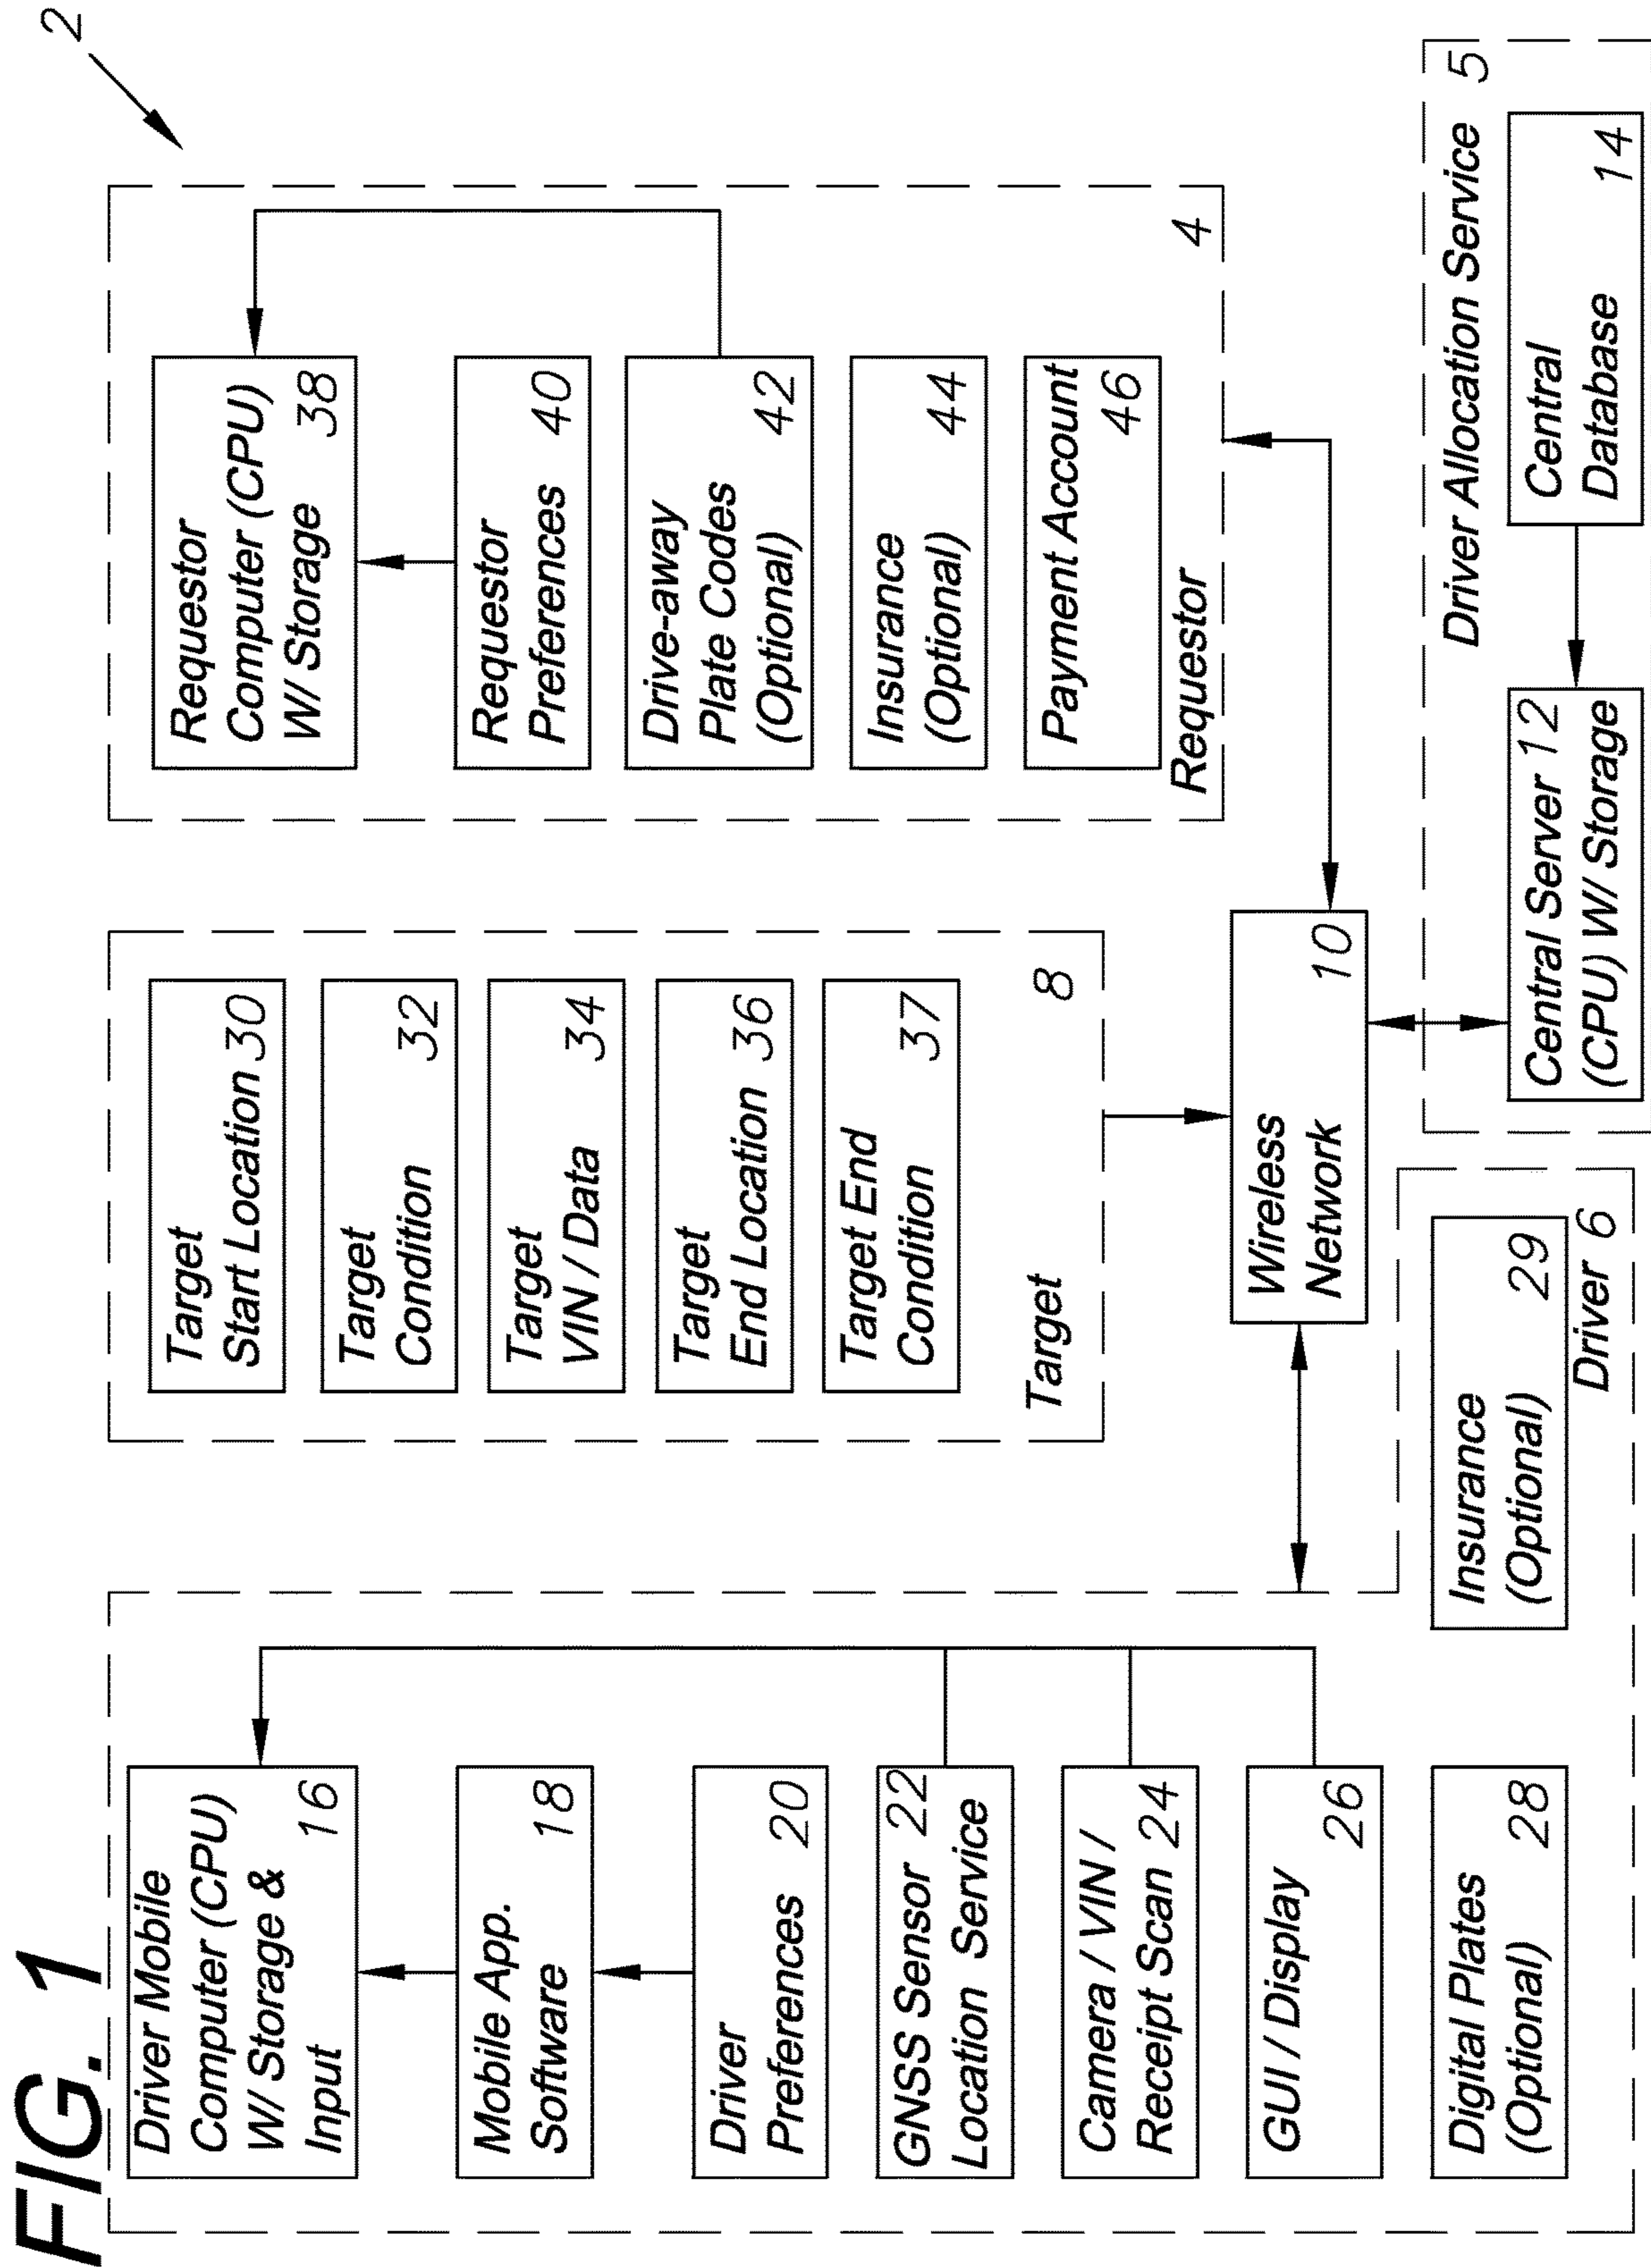 FIG. 1
2
Driver Mobile
Computer (CPU)
W/ Storage &
Input 16
Mobile App.
Software 18
Driver
Preferences 20
GNSS Sensor 22
Location Service
Camera / VIN /
Receipt Scan 24
GUI / Display
26
Digital Plates
(Optional) 28
Insurance
(Optional) 29
Driver 6
Target
Start Location 30
Target
Condition 32
Target
VIN / Data 34
Target
End Location 36
Target End
Condition 37
Target 8
Wireless
Network 10
Requestor
Computer (CPU)
W/ Storage 38
Requestor
Preferences 40
Drive-away
Plate Codes
(Optional) 42
Insurance
(Optional) 44
Payment Account
46
Requestor 4
Driver Allocation Service 5
Central Server 12
(CPU) W/ Storage
Central
Database 14